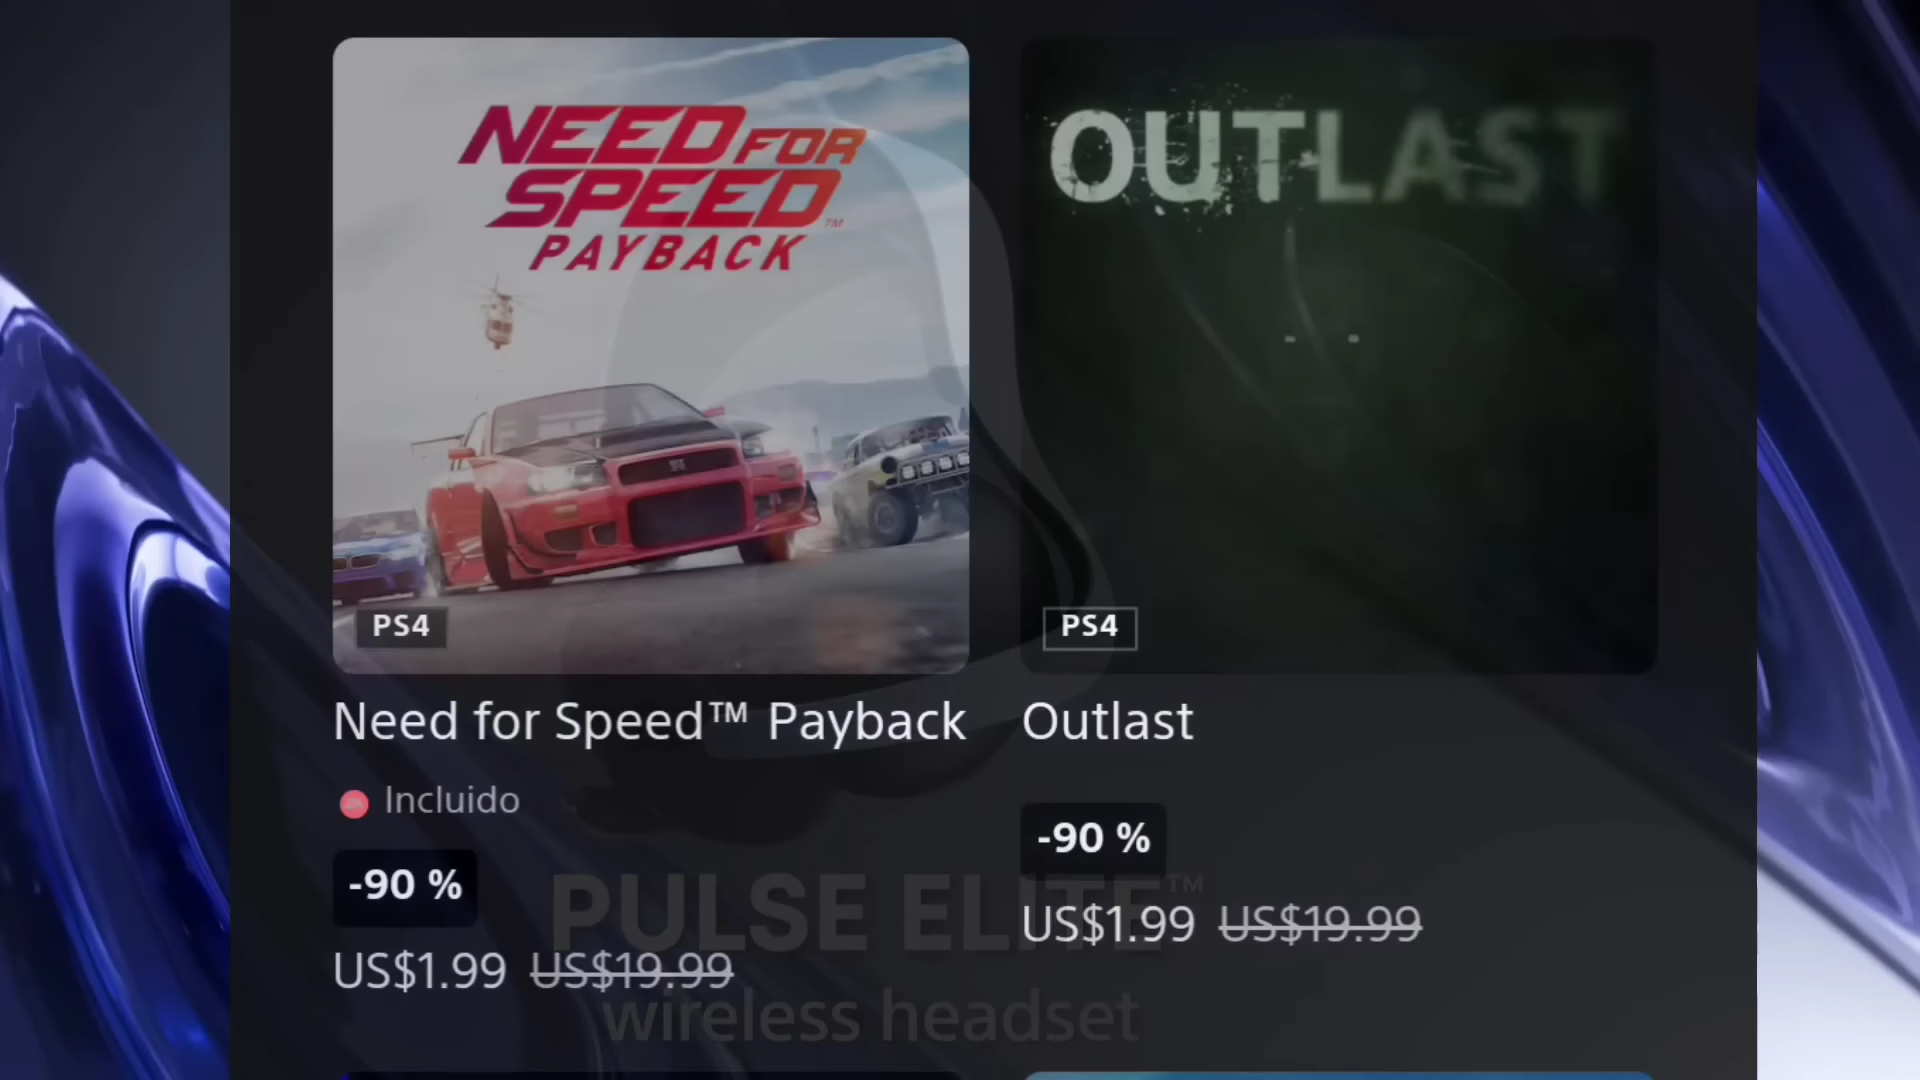 NEED FOR
SPEED™
PAYBACK
PS4
Need for Speed™ Payback
Incluido
-90 %
US$1.99 US$19.99
OUTLAST
PS4
Outlast
-90 %
US$1.99 US$19.99
PULSE ELITE™
wireless headset